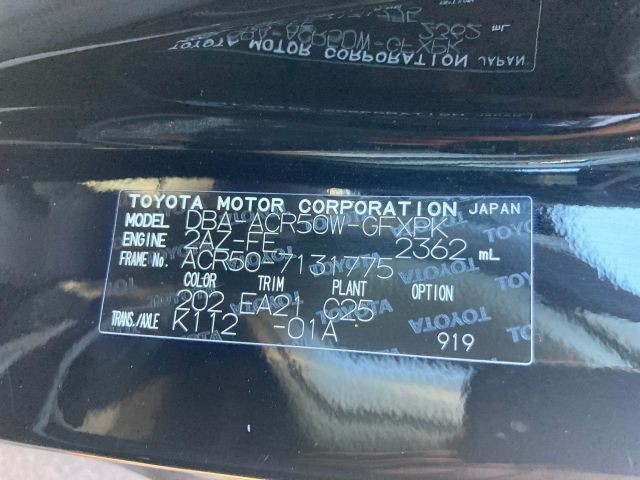 TOYOTA MOTOR CORPORATION JAPAN
MODEL DBA-ACR50W-GFXPK
ENGINE 2AZ-FE 2362 mL
FRAME No. ACR50-7131775
COLOR TRIM PLANT OPTION
202 EA21 C25
TRANS./AXLE K112 -01A
919